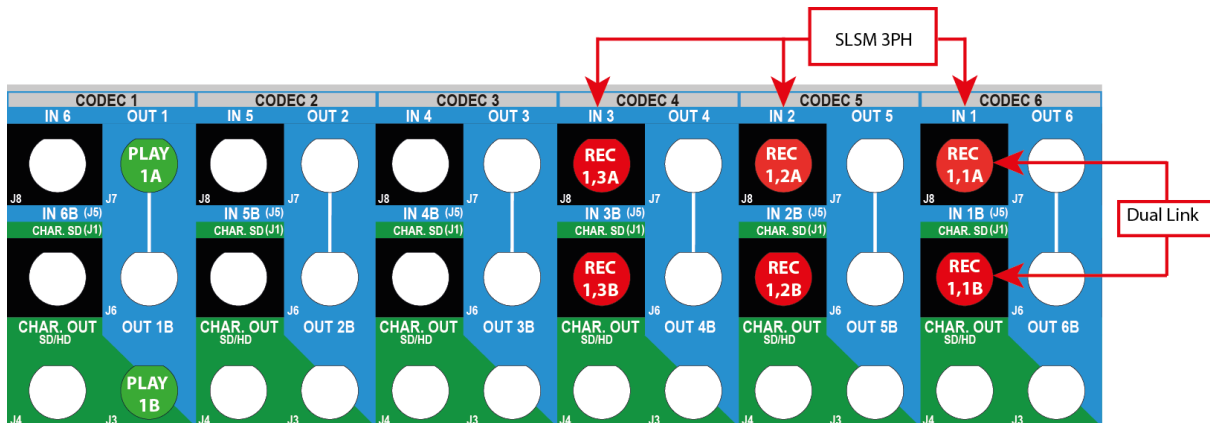 SLSM 3PH
CODEC 1 CODEC 2 CODEC 3 CODEC 4 CODEC 5 CODEC 6
IN 6 OUT 1 IN 5 OUT 2 IN 4 OUT 3 IN 3 OUT 4 IN 2 OUT 5 IN 1 OUT 6
PLAY REC REC REC
1A 1,3A 1,2A 1,1A
J8 J7 J8 J7 J8 J7 J8 J7 J8 J7 J8 J7
IN 6B (J5) IN 5B (J5) IN 4B (J5) IN 3B (J5) IN 2B (J5) IN 1B (J5) Dual Link
CHAR. SD (J1) CHAR. SD (J1) CHAR. SD (J1) CHAR. SD (J1) CHAR. SD (J1) CHAR. SD (J1)
REC REC REC
1,3B 1,2B 1,1B
J6 J6 J6 J6 J6 J6
CHAR. OUT OUT 1B CHAR. OUT OUT 2B CHAR. OUT OUT 3B CHAR. OUT OUT 4B CHAR. OUT OUT 5B CHAR. OUT OUT 6B
SD/HD SD/HD SD/HD SD/HD SD/HD SD/HD
PLAY
1B
J4 J3 J4 J3 J4 J3 J4 J3 J4 J3 J4 J3